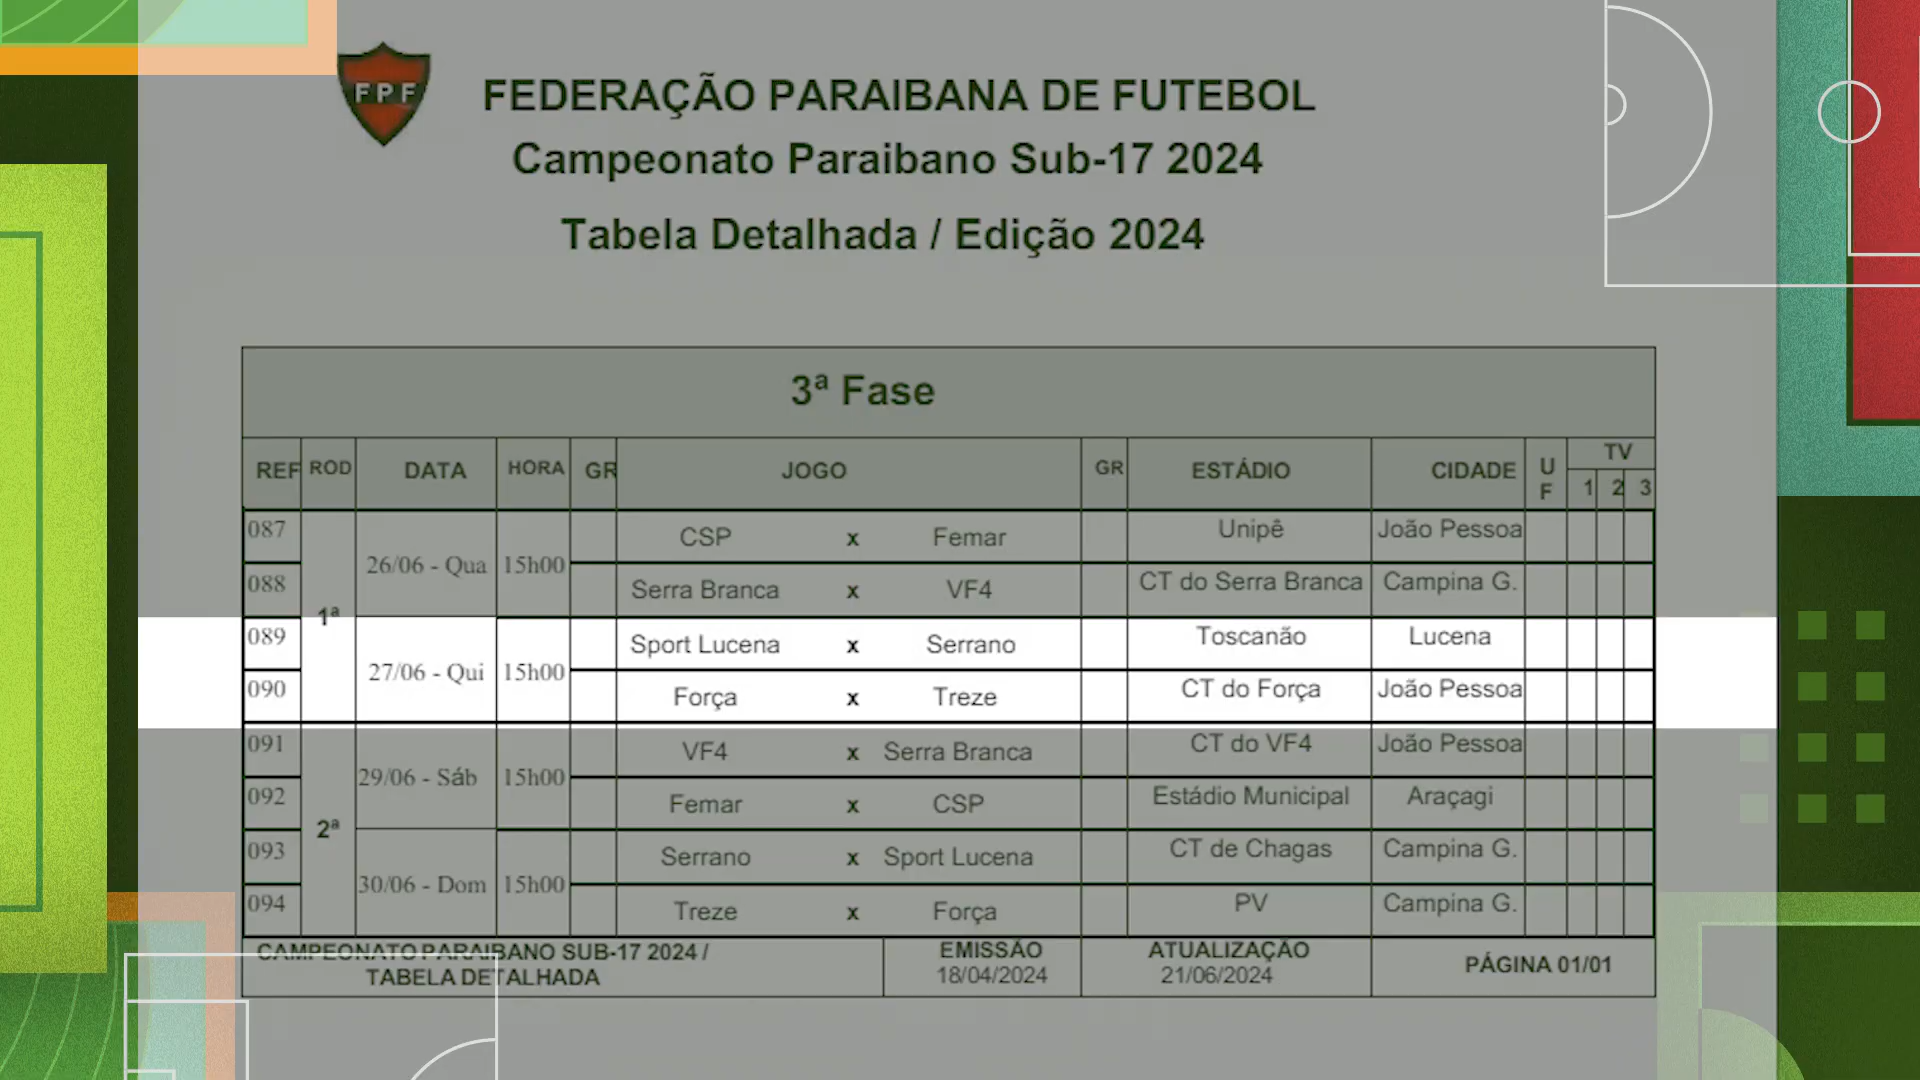 FPF
FEDERAÇÃO PARAIBANA DE FUTEBOL
Campeonato Paraibano Sub-17 2024
Tabela Detalhada / Edição 2024
3ª Fase
REF ROD DATA HORA GR JOGO GR ESTÁDIO CIDADE UF TV 1 2 3
1ª
087 26/06 - Qua 15h00 CSP x Femar Unipê João Pessoa
088 Serra Branca x VF4 CT do Serra Branca Campina G.
089 27/06 - Qui 15h00 Sport Lucena x Serrano Toscanão Lucena
090 Força x Treze CT do Força João Pessoa
2ª
091 29/06 - Sáb 15h00 VF4 x Serra Branca CT do VF4 João Pessoa
092 Femar x CSP Estádio Municipal Araçagi
093 30/06 - Dom 15h00 Serrano x Sport Lucena CT de Chagas Campina G.
094 Treze x Força PV Campina G.
CAMPEONATO PARAIBANO SUB-17 2024 /
TABELA DETALHADA
EMISSÃO
18/04/2024
ATUALIZAÇÃO
21/06/2024
PÁGINA 01/01